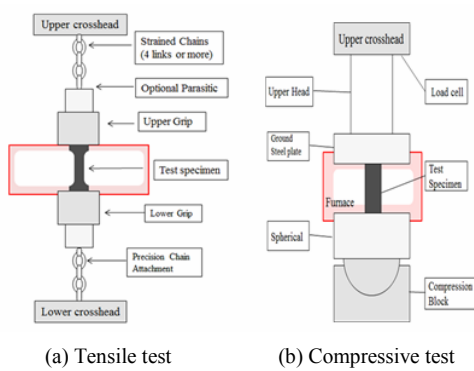 Upper crosshead
Strained Chains
(4 links or more)
Optional Parasitic
Upper Grip
Test specimen
Lower Grip
Precision Chain
Attachment
Lower crosshead
(a) Tensile test
Upper crosshead
Upper Head
Load cell
Ground
Steel plate
Test
Specimen
Furnace
Spherical
Compression
Block
(b) Compressive test